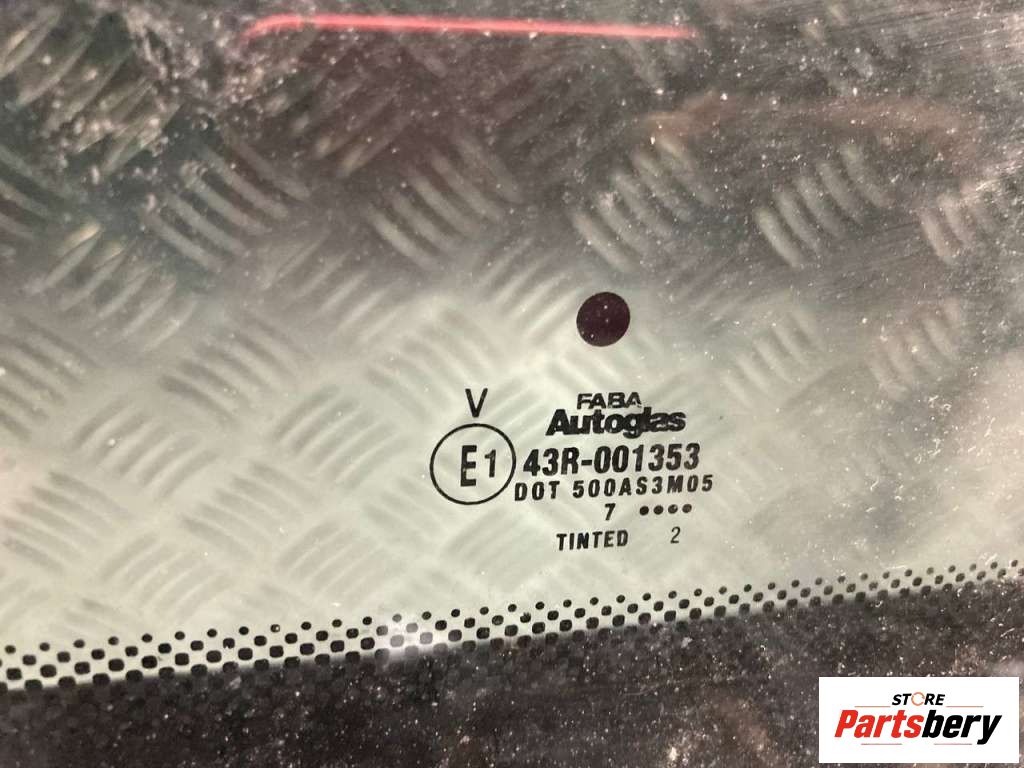 V
FABA
Autoglas
E1
43R-001353
DOT 500AS3M05
7 ••••
TINTED 2
STORE
Partsbery